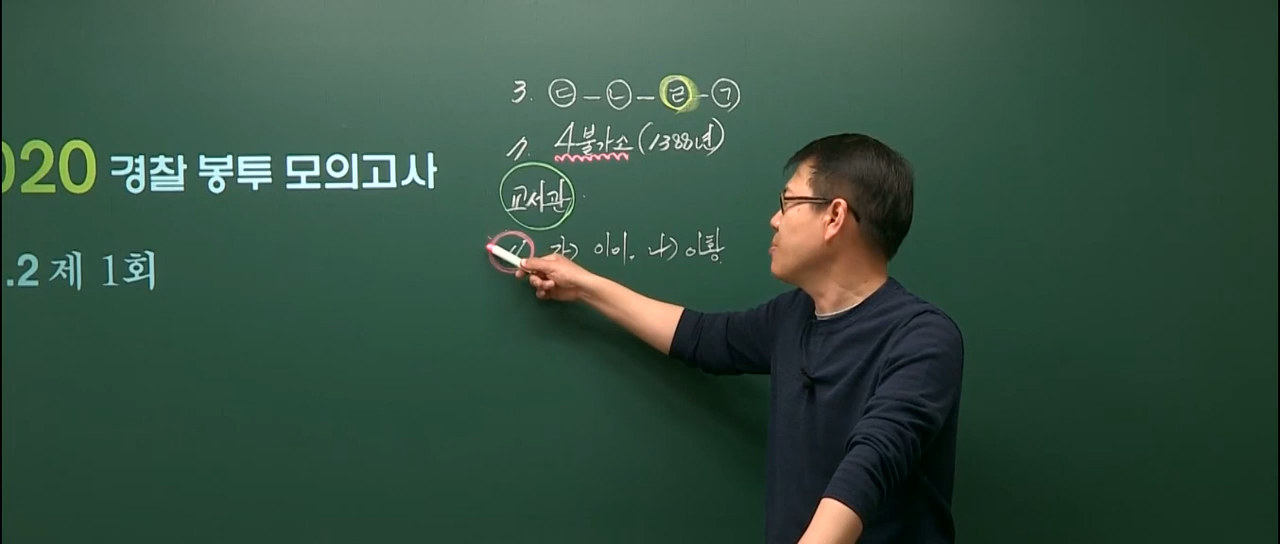 020 경찰 봉투 모의고사
.2 제 1회
3. ㉢-㉡-㉣-㉠
4불가소(1388년)
교서관
가) 이이. 나) 이황